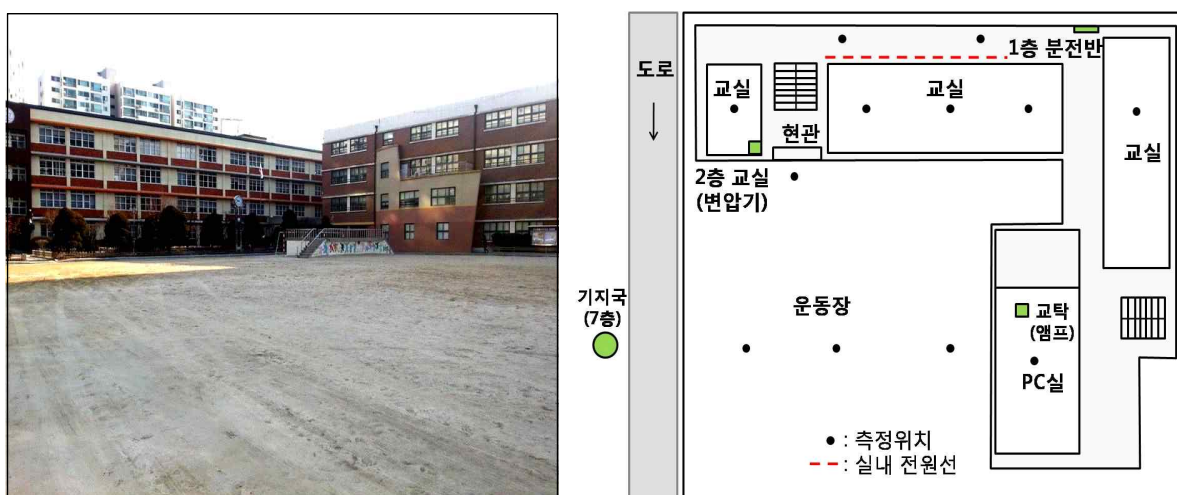 도로
1층 분전반
교실
교실
현관
교실
2층 교실
(변압기)
기지국
(7층)
운동장
교탁
(앰프)
PC실
● : 측정위치
--- : 실내 전원선